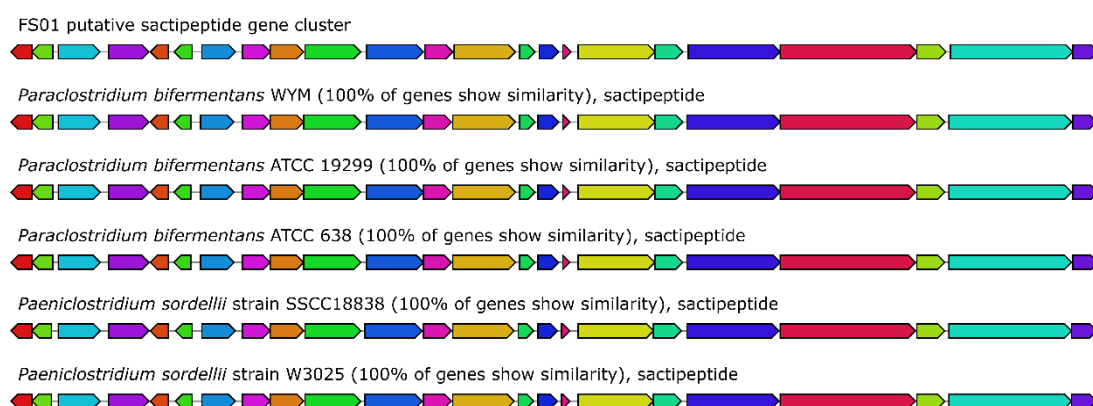 FS01 putative sactipeptide gene cluster
Paraclostridium bifermentans WYM (100% of genes show similarity), sactipeptide
Paraclostridium bifermentans ATCC 19299 (100% of genes show similarity), sactipeptide
Paraclostridium bifermentans ATCC 638 (100% of genes show similarity), sactipeptide
Paeniclostridium sordellii strain SSCC18838 (100% of genes show similarity), sactipeptide
Paeniclostridium sordellii strain W3025 (100% of genes show similarity), sactipeptide